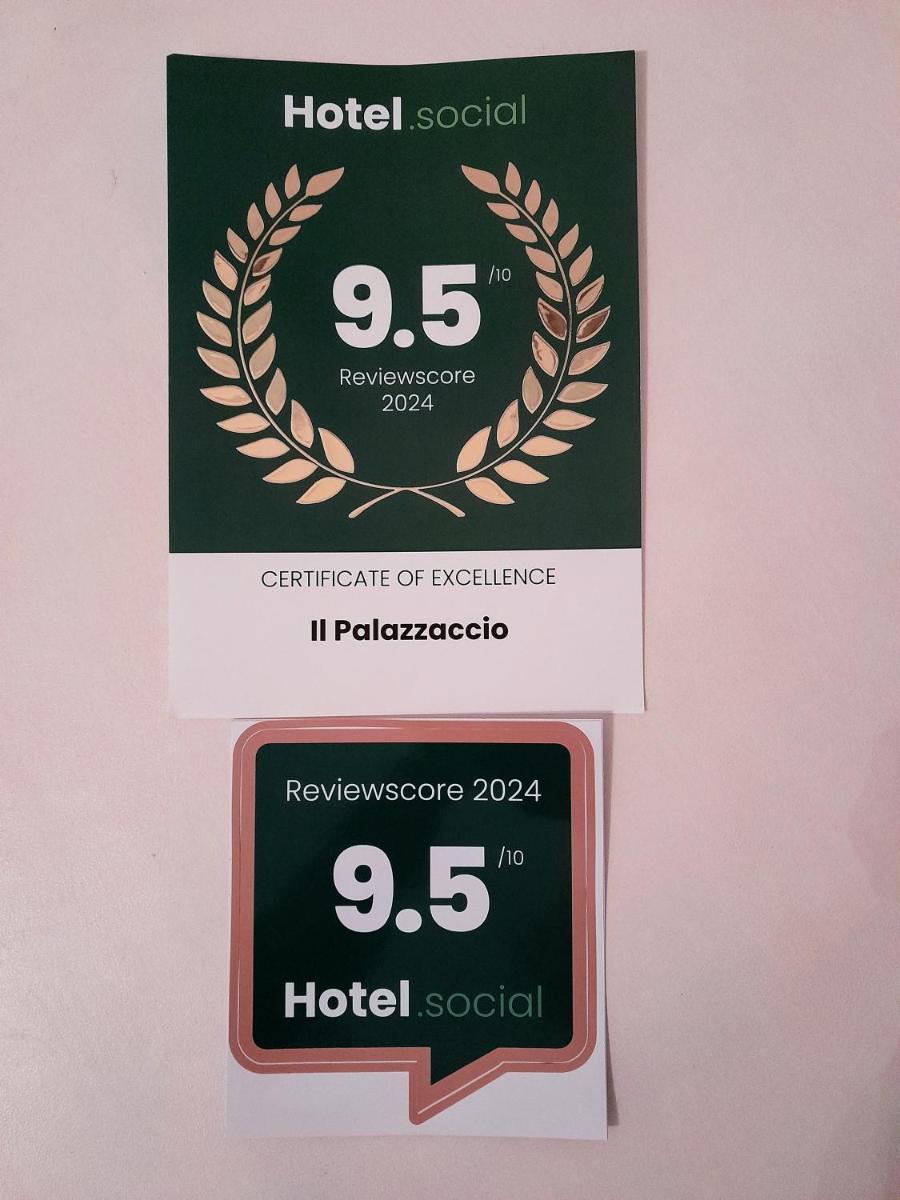 Hotel.social
9.5 /10
Reviewscore
2024
CERTIFICATE OF EXCELLENCE
Il Palazzaccio
Reviewscore 2024
9.5 /10
Hotel.social